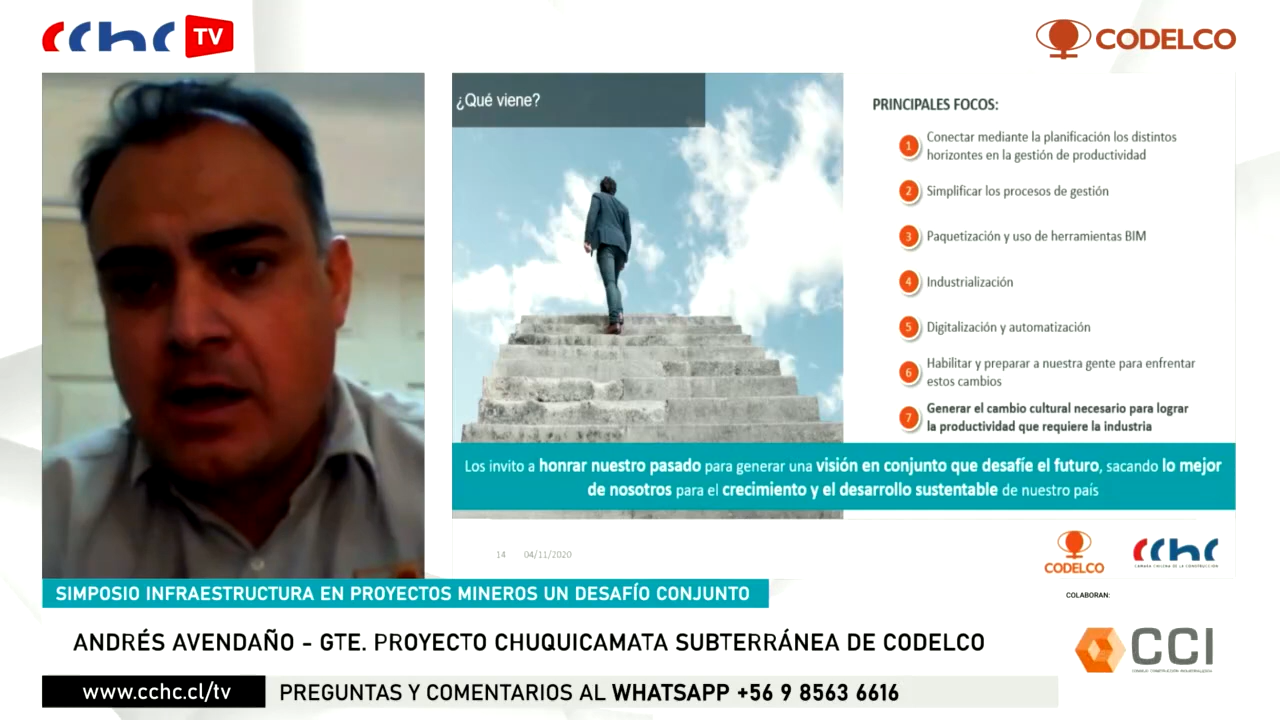 cchc TV
CODELCO
¿Qué viene?
PRINCIPALES FOCOS:
1 Conectar mediante la planificación los distintos
horizontes en la gestión de productividad
2 Simplificar los procesos de gestión
3 Paquetización y uso de herramientas BIM
4 Industrialización
5 Digitalización y automatización
6 Habilitar y preparar a nuestra gente para enfrentar
estos cambios
7 Generar el cambio cultural necesario para lograr
la productividad que requiere la industria
Los invito a honrar nuestro pasado para generar una visión en conjunto que desafíe el futuro, sacando lo mejor
de nosotros para el crecimiento y el desarrollo sustentable de nuestro país
14 04/11/2020
CODELCO
cchc
CÁMARA CHILENA DE LA CONSTRUCCIÓN
SIMPOSIO INFRAESTRUCTURA EN PROYECTOS MINEROS UN DESAFÍO CONJUNTO
COLABORAN:
ANDRÉS AVENDAÑO - GTE. PROYECTO CHUQUICAMATA SUBTERRÁNEA DE CODELCO
CCI
www.cchc.cl/tv
PREGUNTAS Y COMENTARIOS AL WHATSAPP +56 9 8563 6616